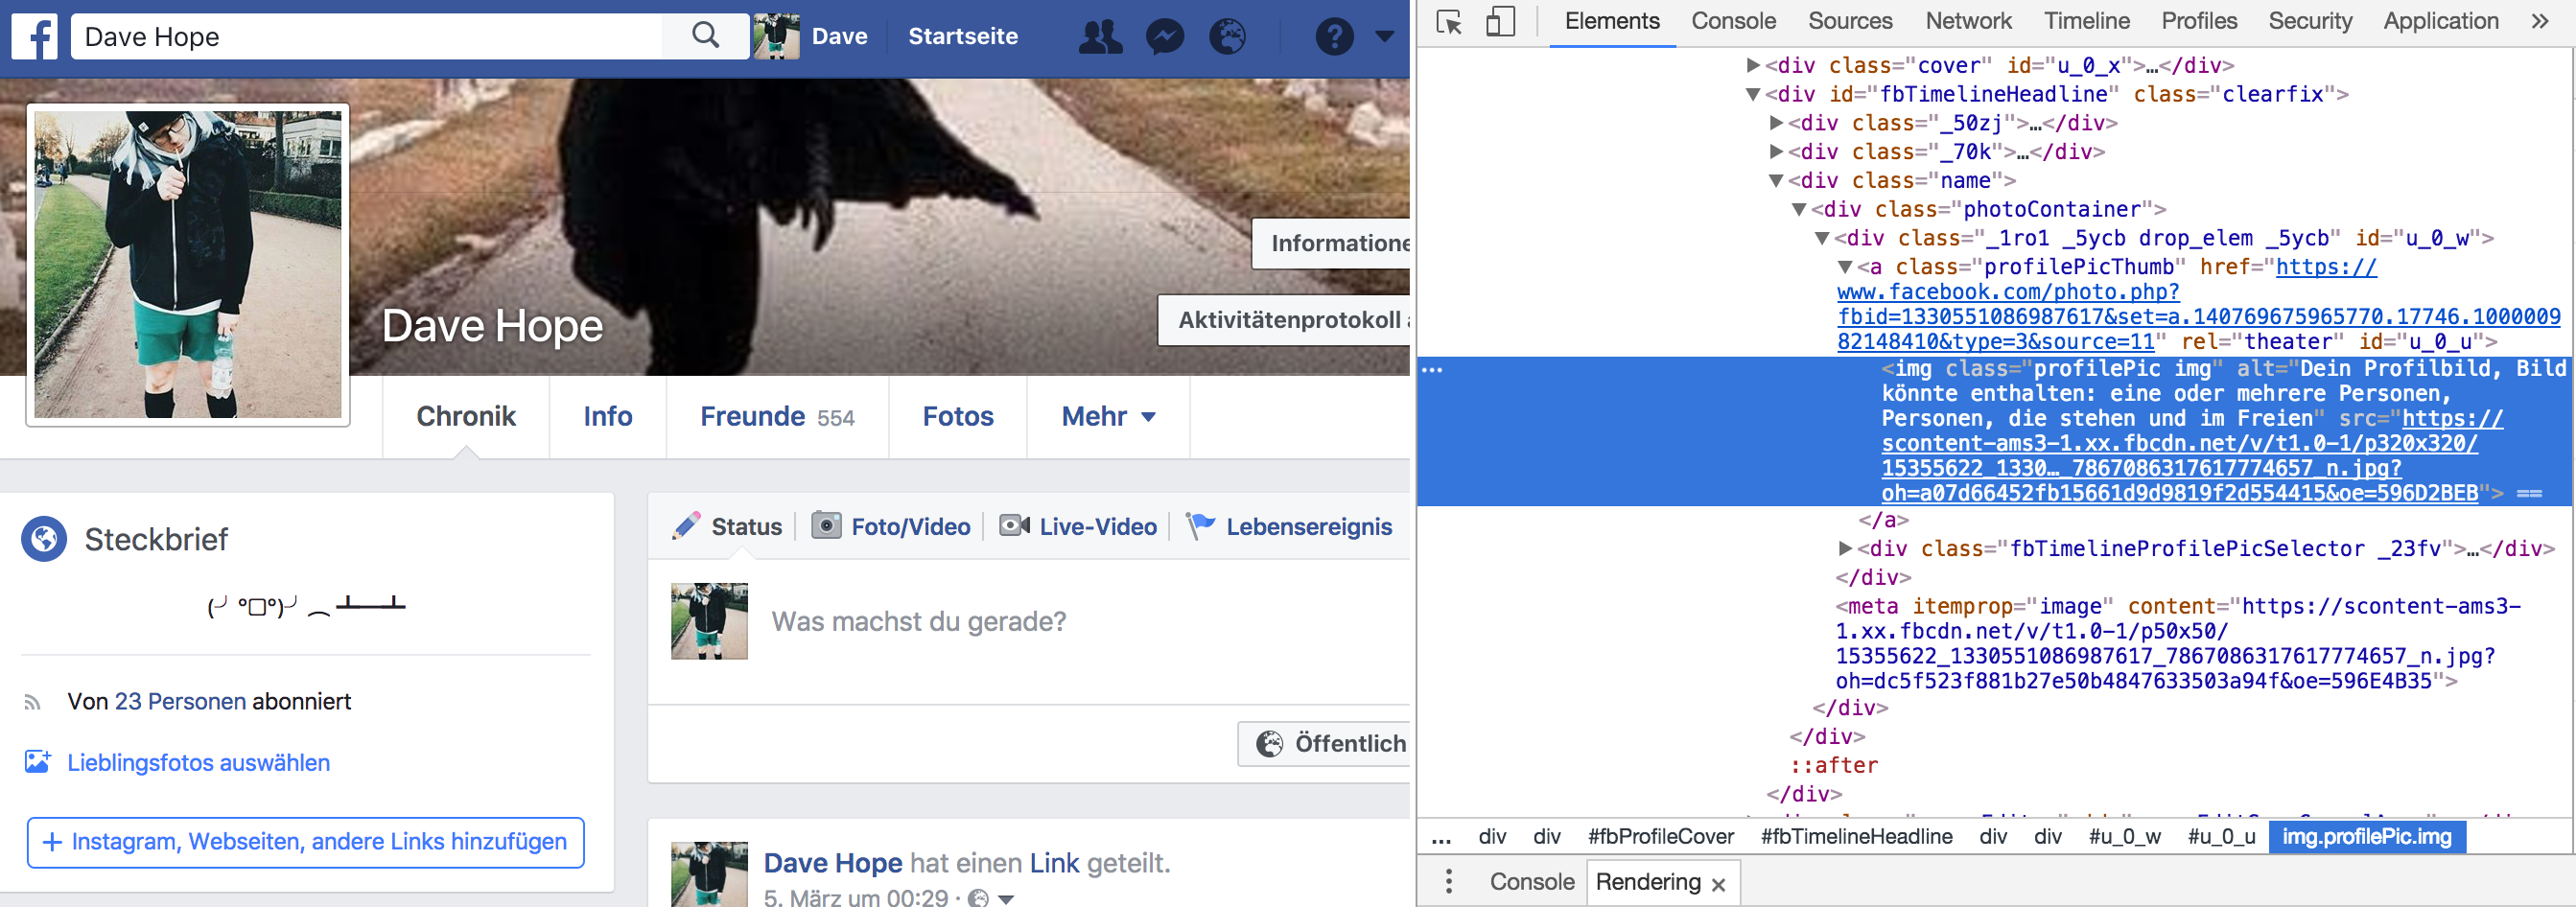 Dave Hope
Dave
Startseite
Informatione
Aktivitätenprotokoll a
Dave Hope
Chronik
Info
Freunde 554
Fotos
Mehr
Steckbrief
(╯°□°)╯︵ ┻━┻
Von 23 Personen abonniert
Lieblingsfotos auswählen
+ Instagram, Webseiten, andere Links hinzufügen
Status
Foto/Video
Live-Video
Lebensereignis
Was machst du gerade?
Öffentlich
Dave Hope hat einen Link geteilt.
5. März um 00:29 ·
Elements Console Sources Network Timeline Profiles Security Application »
▶<div class="cover" id="u_0_x">…</div>
▼<div id="fbTimelineHeadline" class="clearfix">
▶<div class="_50zj">…</div>
▶<div class="_70k">…</div>
▼<div class="name">
▼<div class="photoContainer">
▼<div class="_1ro1 _5ycb drop_elem _5ycb" id="u_0_w">
▼<a class="profilePicThumb" href="https://
www.facebook.com/photo.php?
fbid=1330551086987617&set=a.140769675965770.17746.1000009
82148410&type=3&source=11" rel="theater" id="u_0_u">
… <img class="profilePic img" alt="Dein Profilbild, Bild
könnte enthalten: eine oder mehrere Personen,
Personen, die stehen und im Freien" src="https://
scontent-ams3-1.xx.fbcdn.net/v/t1.0-1/p320x320/
15355622_1330…_7867086317617774657_n.jpg?
oh=a07d66452fb15661d9d9819f2d554415&oe=596D2BEB"> ==
</a>
▶<div class="fbTimelineProfilePicSelector _23fv">…</div>
</div>
<meta itemprop="image" content="https://scontent-ams3-
1.xx.fbcdn.net/v/t1.0-1/p50x50/
15355622_1330551086987617_7867086317617774657_n.jpg?
oh=dc5f523f881b27e50b4847633503a94f&oe=596E4B35">
</div>
</div>
::after
</div>
… div div #fbProfileCover #fbTimelineHeadline div div #u_0_w #u_0_u img.profilePic.img
Console Rendering ×